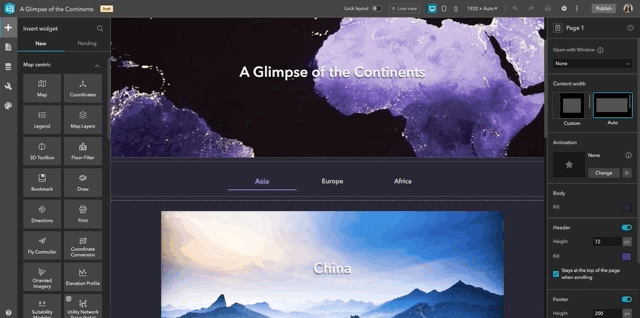 A Glimpse of the Continents
Draft
Lock layout
Live view
1920 × Auto
Publish
Insert widget
New
Pending
Map centric
Map
Coordinates
Legend
Map Layers
3D Toolbox
Floor Filter
Bookmark
Draw
Directions
Print
Fly Controller
Coordinate
Conversion
Oriented
Imagery
Elevation Profile
Suitability
Utility Network
A Glimpse of the Continents
Asia
Europe
Africa
China
Page 1
Open with Window
None
Content width
Custom
Auto
Animation
None
Change
Body
Fill
Header
Height
72
px
Fill
Stays at the top of the page
when scrolling
Footer
Height
200